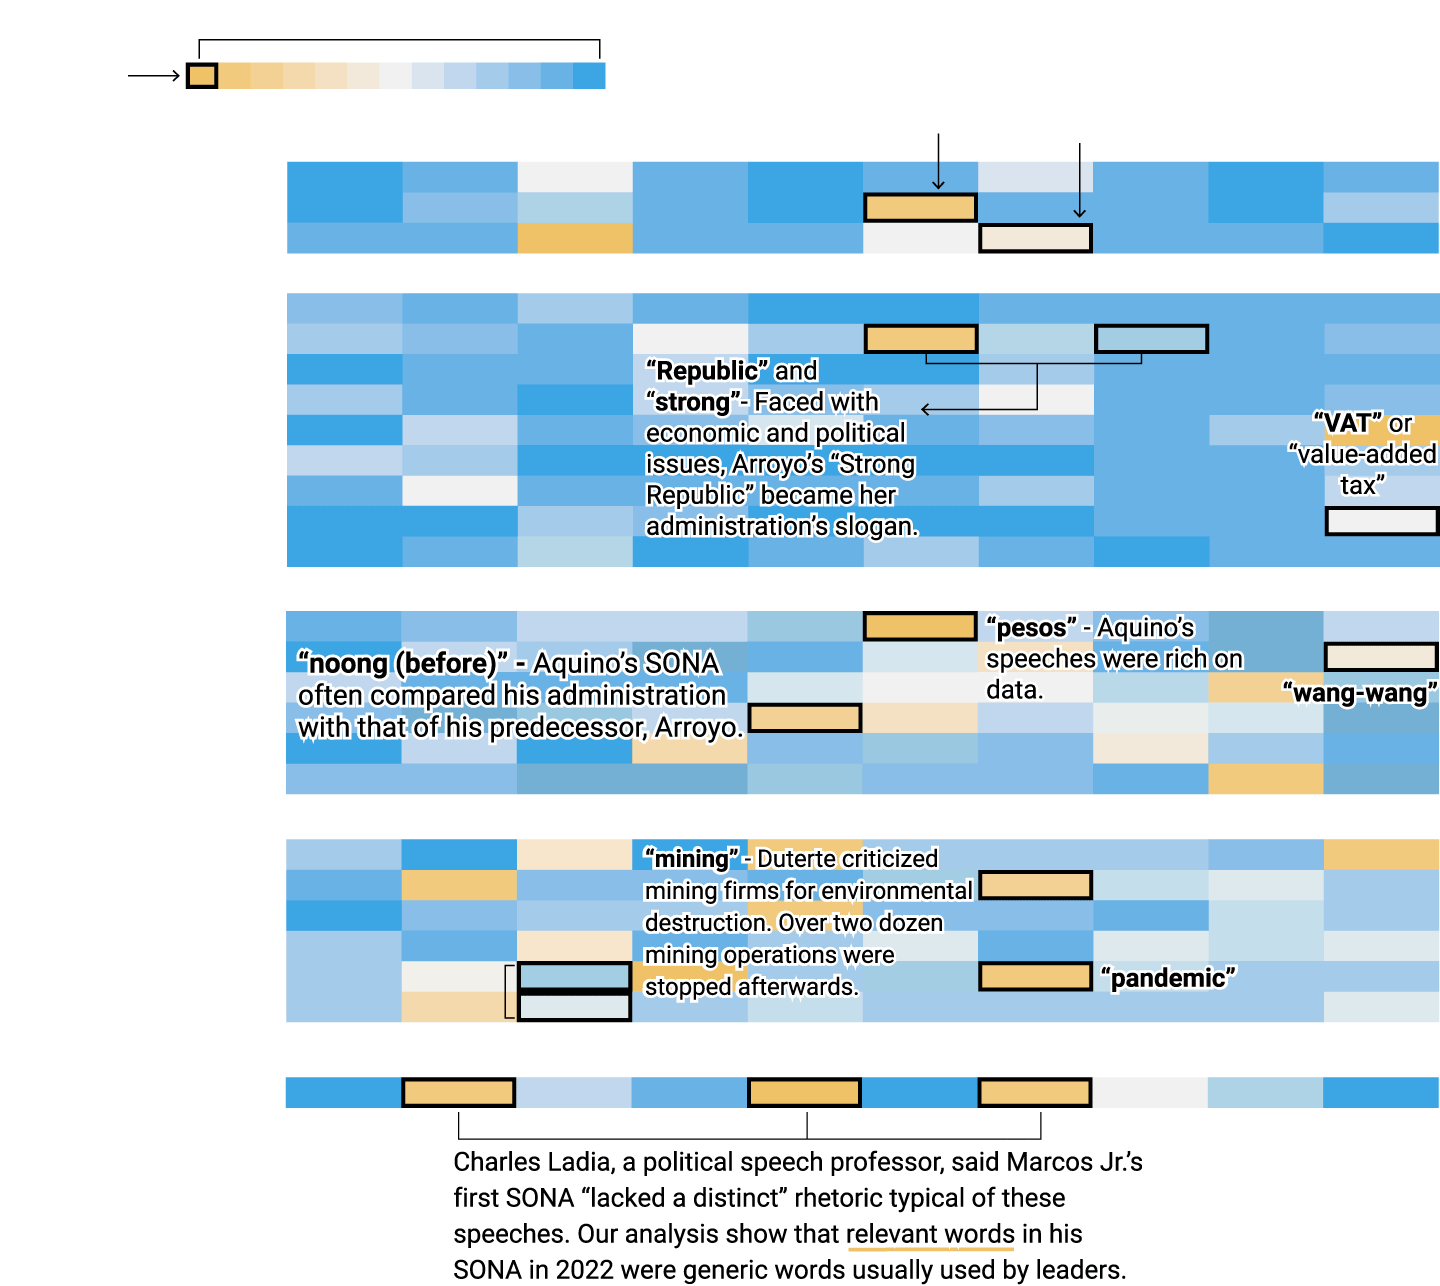 “Republic” and
“strong”- Faced with
economic and political
issues, Arroyo’s “Strong
Republic” became her
administration’s slogan.
“VAT” or
“value-added
tax”
“pesos” - Aquino’s
speeches were rich on
data.
“noong (before)” - Aquino’s SONA
often compared his administration
with that of his predecessor, Arroyo.
“wang-wang”
“mining” - Duterte criticized
mining firms for environmental
destruction. Over two dozen
mining operations were
stopped afterwards.
“pandemic”
Charles Ladia, a political speech professor, said Marcos Jr.’s
first SONA “lacked a distinct” rhetoric typical of these
speeches. Our analysis show that relevant words in his
SONA in 2022 were generic words usually used by leaders.